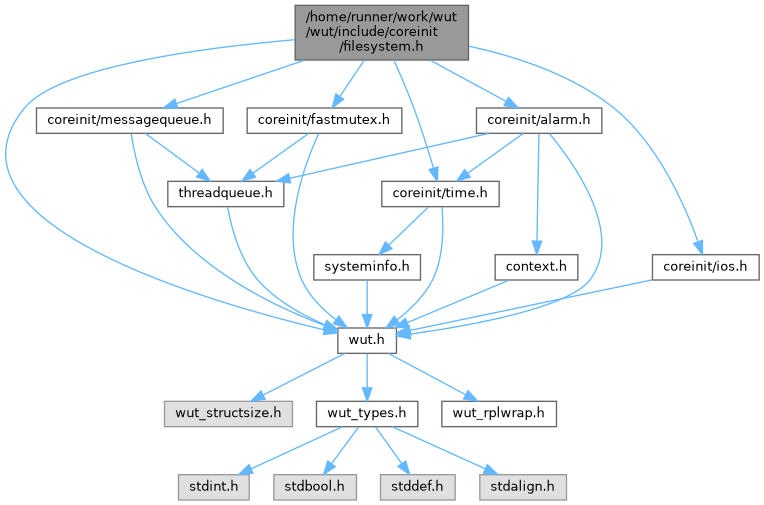 /home/runner/work/wut
/wut/include/coreinit
/filesystem.h
coreinit/messagequeue.h
coreinit/fastmutex.h
coreinit/alarm.h
threadqueue.h
coreinit/time.h
systeminfo.h
context.h
coreinit/ios.h
wut.h
wut_structsize.h
wut_types.h
wut_rplwrap.h
stdint.h
stdbool.h
stddef.h
stdalign.h